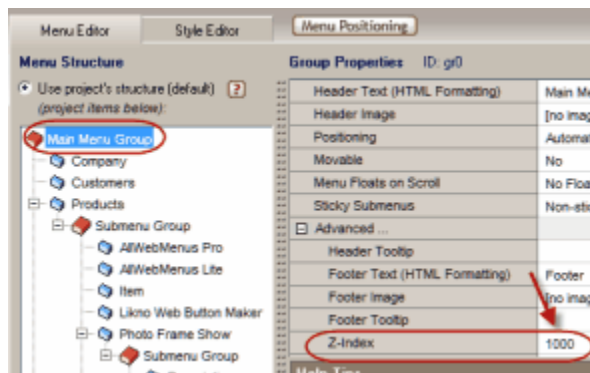 Menu Editor
Style Editor
Menu Positioning
Menu Structure
Use project's structure (default) ?
(project items below):
Main Menu Group
Company
Customers
Products
Submenu Group
AllWebMenus Pro
AllWebMenus Lite
Item
Likno Web Button Maker
Photo Frame Show
Submenu Group
Group Properties ID: gr0
Header Text (HTML Formatting) Main Me
Header Image [no imag
Positioning Automat
Movable No
Menu Floats on Scroll No Floa
Sticky Submenus Non-stic
Advanced ...
Header Tooltip
Footer Text (HTML Formatting) Footer
Footer Image [no imag
Footer Tooltip
Z-Index 1000